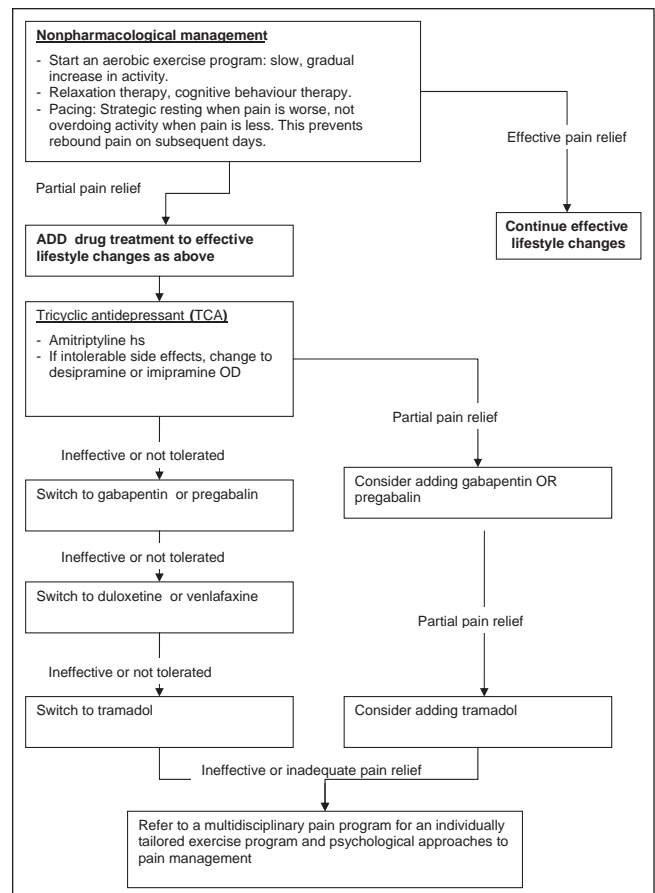 Nonpharmacological management
- Start an aerobic exercise program: slow, gradual
increase in activity.
- Relaxation therapy, cognitive behaviour therapy.
- Pacing: Strategic resting when pain is worse, not
overdoing activity when pain is less. This prevents
rebound pain on subsequent days.
Effective pain relief
Partial pain relief
Continue effective
lifestyle changes
ADD drug treatment to effective
lifestyle changes as above
Tricyclic antidepressant (TCA)
- Amitriptyline hs
- If intolerable side effects, change to
desipramine or imipramine OD
Partial pain relief
Ineffective or not tolerated
Switch to gabapentin or pregabalin
Consider adding gabapentin OR
pregabalin
Ineffective or not tolerated
Switch to duloxetine or venlafaxine
Partial pain relief
Ineffective or not tolerated
Switch to tramadol
Consider adding tramadol
Ineffective or inadequate pain relief
Refer to a multidisciplinary pain program for an individually
tailored exercise program and psychological approaches to
pain management